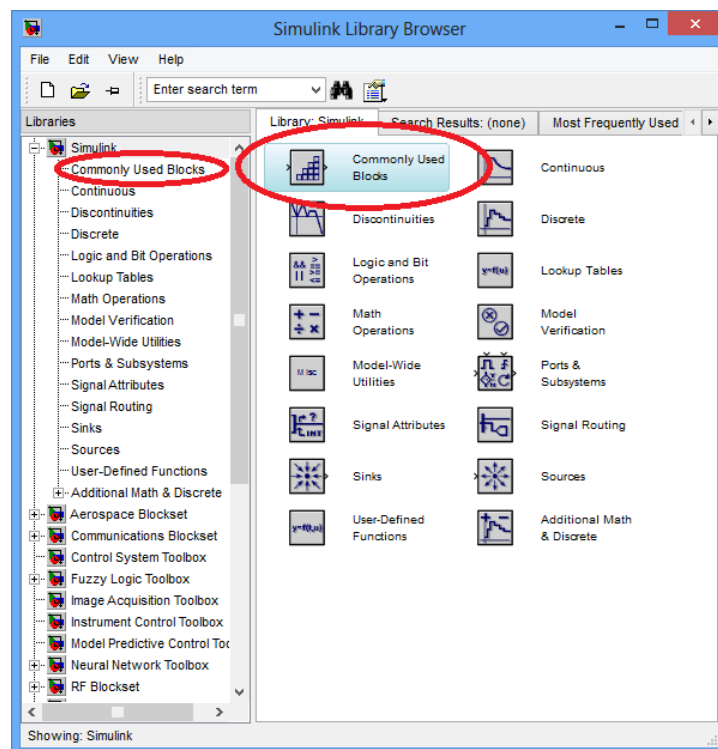 Simulink Library Browser
File Edit View Help
Enter search term
Libraries
Library: Simulink Search Results: (none) Most Frequently Used
Simulink
Commonly Used Blocks
Continuous
Discontinuities
Discrete
Logic and Bit Operations
Lookup Tables
Math Operations
Model Verification
Model-Wide Utilities
Ports & Subsystems
Signal Attributes
Signal Routing
Sinks
Sources
User-Defined Functions
Additional Math & Discrete
Aerospace Blockset
Communications Blockset
Control System Toolbox
Fuzzy Logic Toolbox
Image Acquisition Toolbox
Instrument Control Toolbox
Model Predictive Control Toc
Neural Network Toolbox
RF Blockset
Commonly Used
Blocks
Continuous
Discontinuities
Discrete
Logic and Bit
Operations
y=f(u)
Lookup Tables
Math
Operations
Model
Verification
Misc
Model-Wide
Utilities
Ports &
Subsystems
Signal Attributes
Signal Routing
Sinks
Sources
y=f(t,u)
User-Defined
Functions
Additional Math
& Discrete
Showing: Simulink